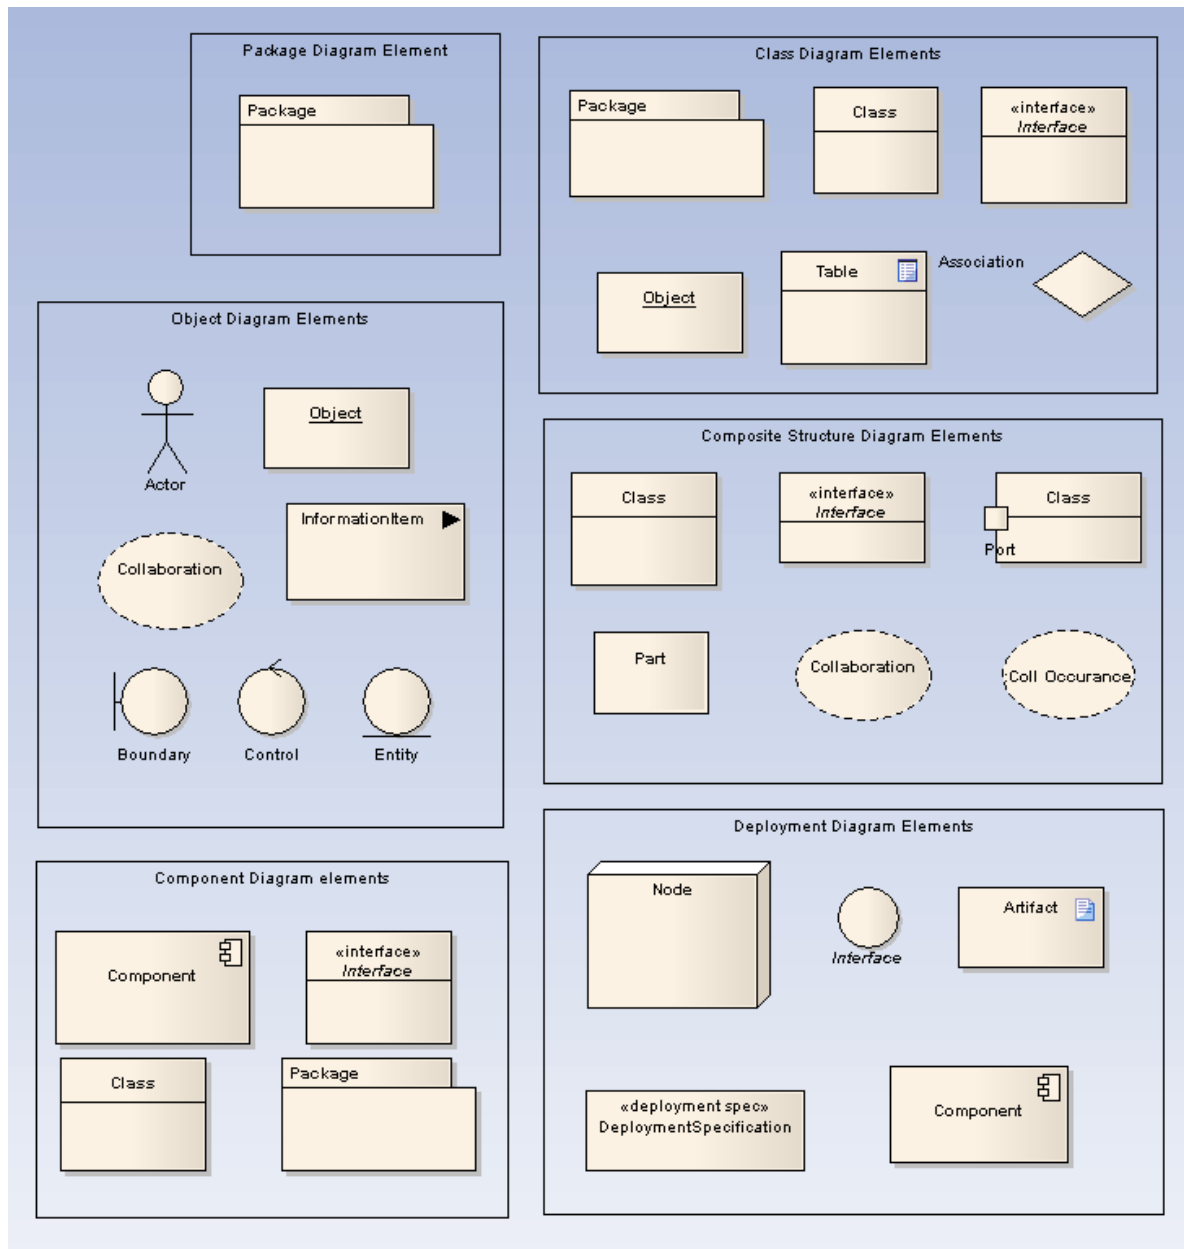 Package Diagram Element
Package
Class Diagram Elements
Package
Class
«interface»
Interface
Object
Table
Association
Object Diagram Elements
Actor
Object
InformationItem
Collaboration
Boundary
Control
Entity
Composite Structure Diagram Elements
Class
«interface»
Interface
Class
Port
Part
Collaboration
Coll Occurance
Component Diagram elements
Component
«interface»
Interface
Class
Package
Deployment Diagram Elements
Node
Interface
Artifact
«deployment spec»
DeploymentSpecification
Component